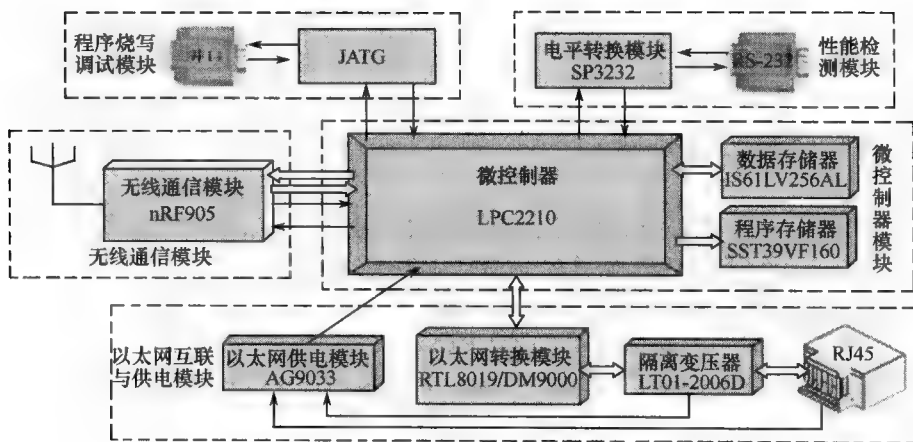 程序烧写
调试模块
JATG
电平转换模块
SP3232
RS-232
性能检
测模块
无线通信模块
nRF905
无线通信模块
微控制器
LPC2210
数据存储器
IS61LV256AL
程序存储器
SST39VF160
微控制器模块
以太网互联
与供电模块
以太网供电模块
AG9033
以太网转换模块
RTL8019/DM9000
隔离变压器
LT01-2006D
RJ45